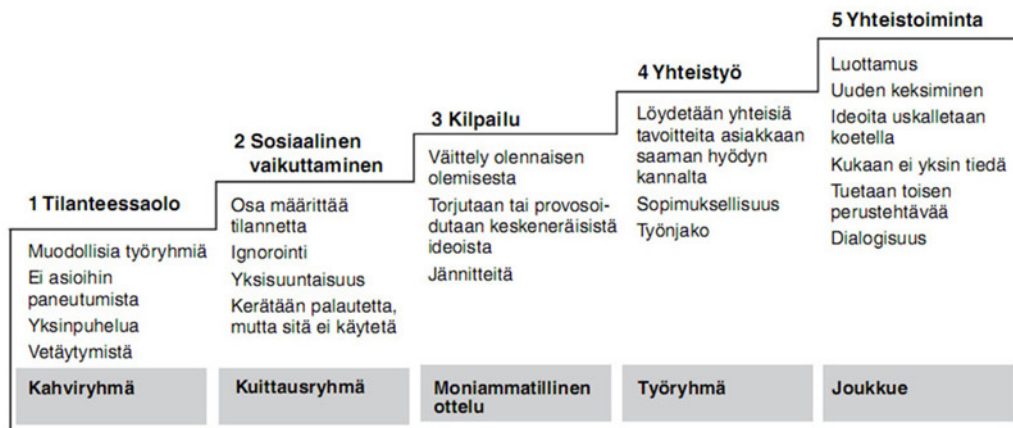 1 Tilanteessaolo
Muodollisia työryhmiä
Ei asioihin
paneutumista
Yksinpuhelua
Vetäytymistä
Kahviryhmä
2 Sosiaalinen
vaikuttaminen
Osa määrittää
tilannetta
Ignorointi
Yksisuuntaisuus
Kerätään palautetta,
mutta sitä ei käytetä
Kuittausryhmä
3 Kilpailu
Väittely olennaisen
olemisesta
Torjutaan tai provosoi-
dutaan keskeneräisistä
ideoista
Jännitteitä
Moniammatillinen
ottelu
4 Yhteistyö
Löydetään yhteisiä
tavoitteita asiakkaan
saaman hyödyn
kannalta
Sopimuksellisuus
Työnjako
Työryhmä
5 Yhteistoiminta
Luottamus
Uuden keksiminen
Ideoita uskalletaan
koetella
Kukaan ei yksin tiedä
Tuetaan toisen
perustehtävää
Dialogisuus
Joukkue